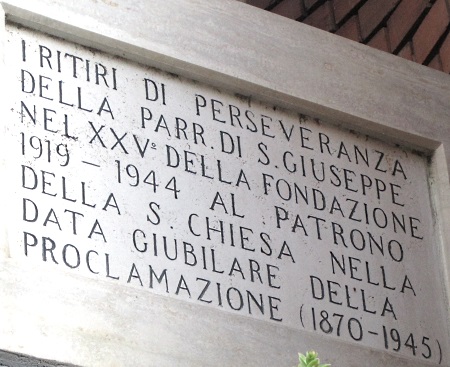 I RITIRI DI PERSEVERANZA
DELLA PARR. DI S. GIUSEPPE
NEL XXV° DELLA FONDAZIONE
1919 — 1944 AL PATRONO
DELLA S. CHIESA NELLA
DATA GIUBILARE DELLA
PROCLAMAZIONE (1870-1945)